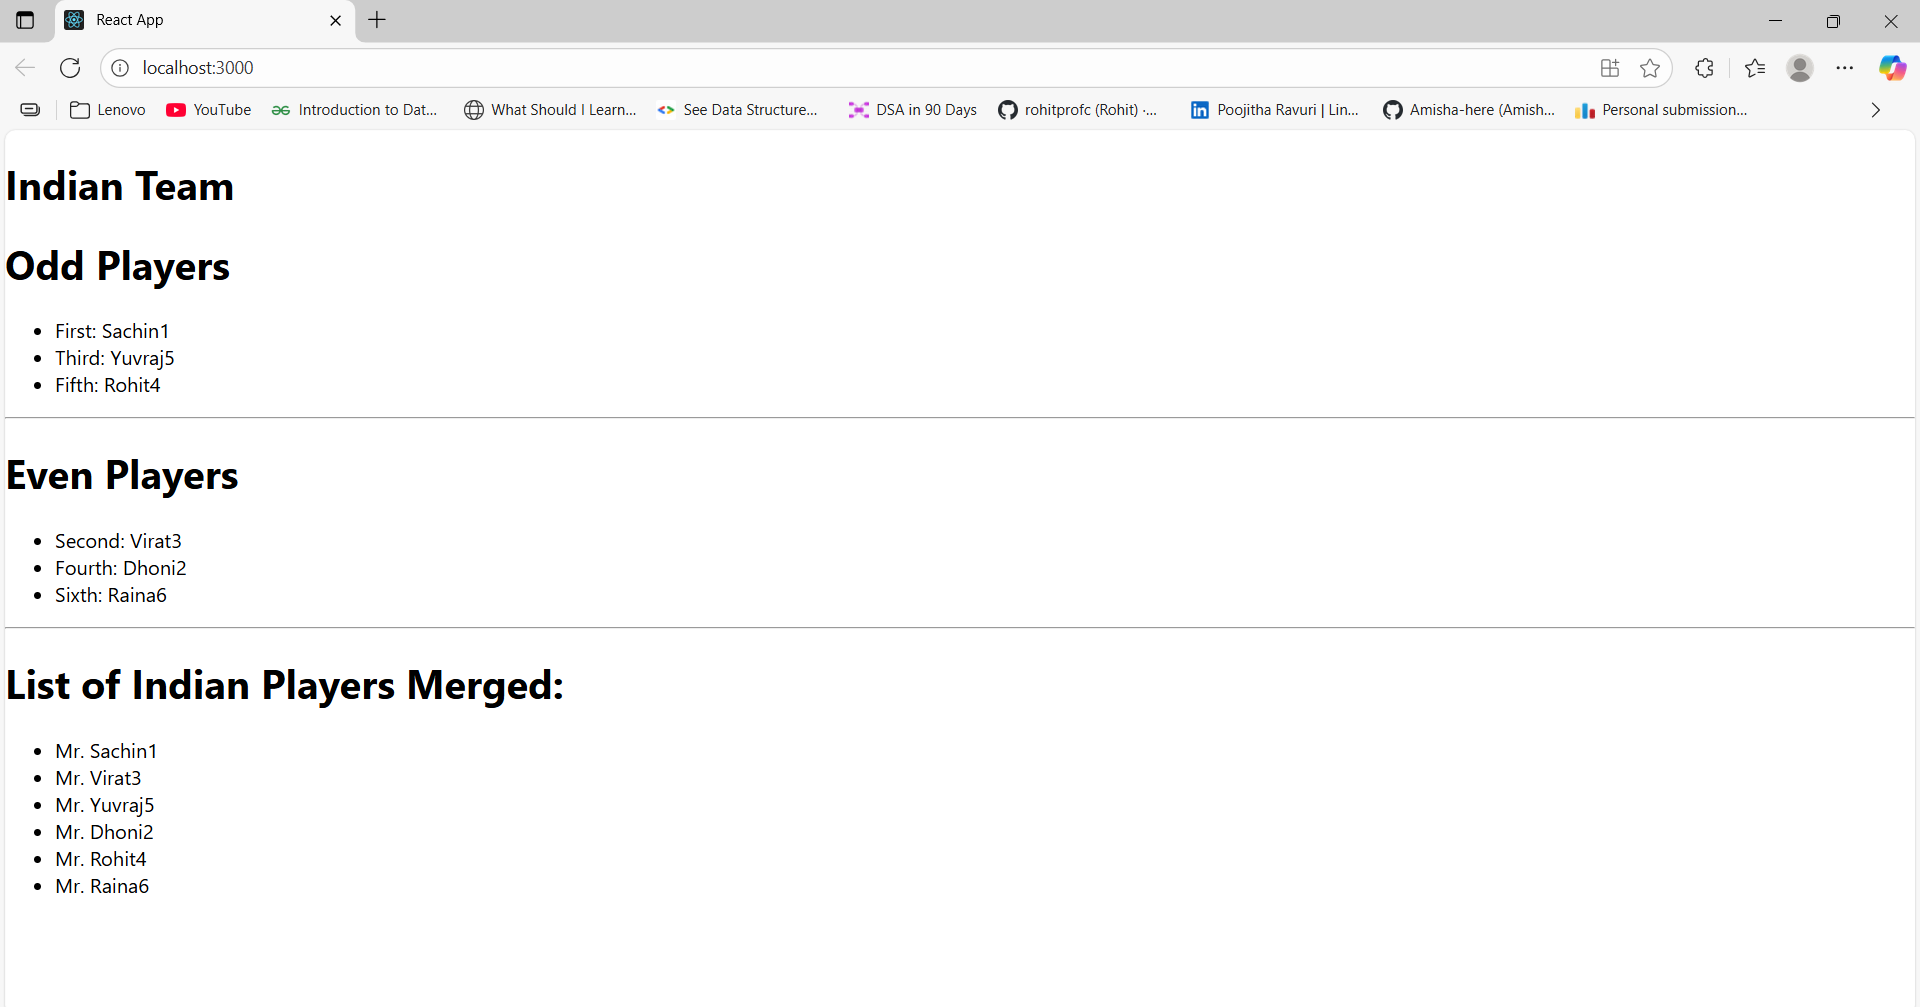 React App
localhost:3000
Lenovo YouTube Introduction to Dat... What Should I Learn... See Data Structure... DSA in 90 Days rohitprofc (Rohit) ·... Poojitha Ravuri | Lin... Amisha-here (Amish... Personal submission...
Indian Team
Odd Players
• First: Sachin1
• Third: Yuvraj5
• Fifth: Rohit4
Even Players
• Second: Virat3
• Fourth: Dhoni2
• Sixth: Raina6
List of Indian Players Merged:
• Mr. Sachin1
• Mr. Virat3
• Mr. Yuvraj5
• Mr. Dhoni2
• Mr. Rohit4
• Mr. Raina6